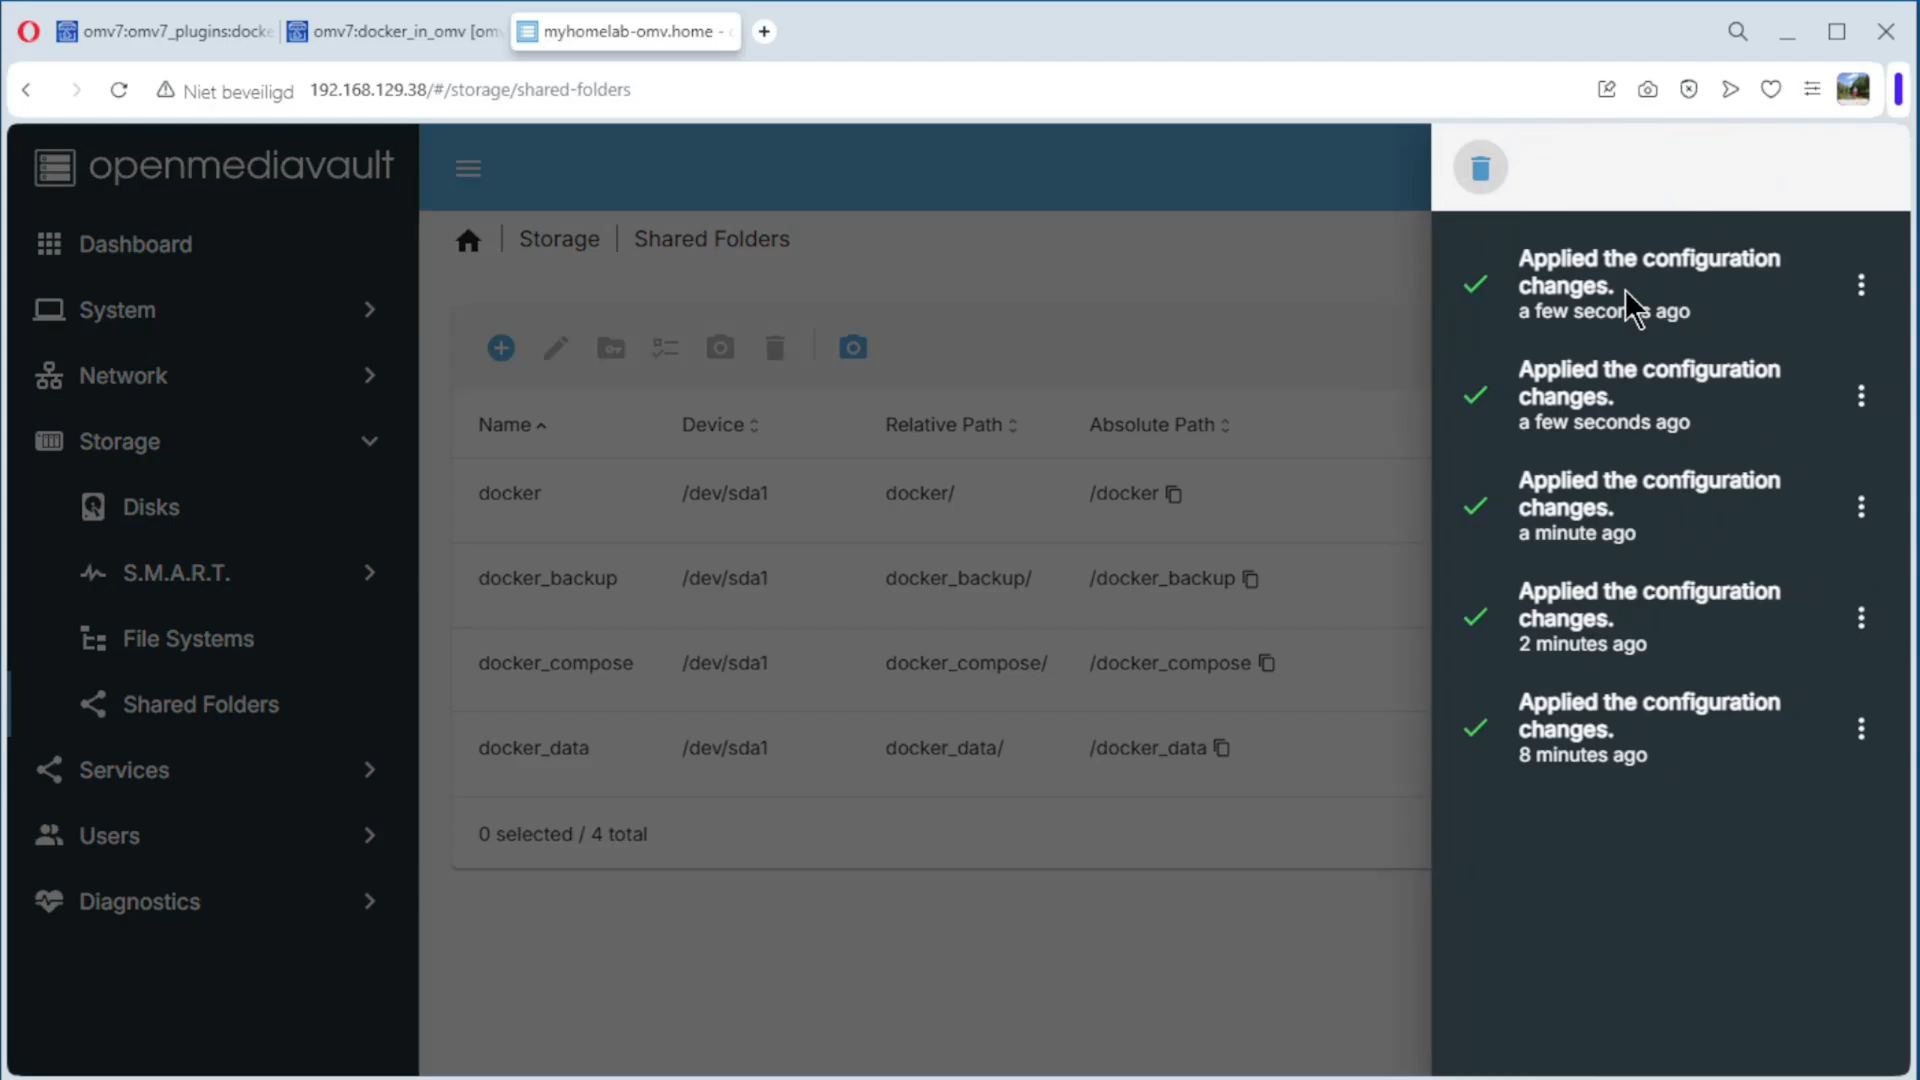 omv7:omv7_plugins:docke
omv7:docker_in_omv [om
myhomelab-omv.home -
Niet beveiligd
192.168.129.38/#/storage/shared-folders
openmediavault
Dashboard
System
Network
Storage
Disks
S.M.A.R.T.
File Systems
Shared Folders
Services
Users
Diagnostics
Storage | Shared Folders
Name Device Relative Path Absolute Path
docker /dev/sda1 docker/ /docker
docker_backup /dev/sda1 docker_backup/ /docker_backup
docker_compose /dev/sda1 docker_compose/ /docker_compose
docker_data /dev/sda1 docker_data/ /docker_data
0 selected / 4 total
Applied the configuration
changes.
a few seconds ago
Applied the configuration
changes.
a few seconds ago
Applied the configuration
changes.
a minute ago
Applied the configuration
changes.
2 minutes ago
Applied the configuration
changes.
8 minutes ago